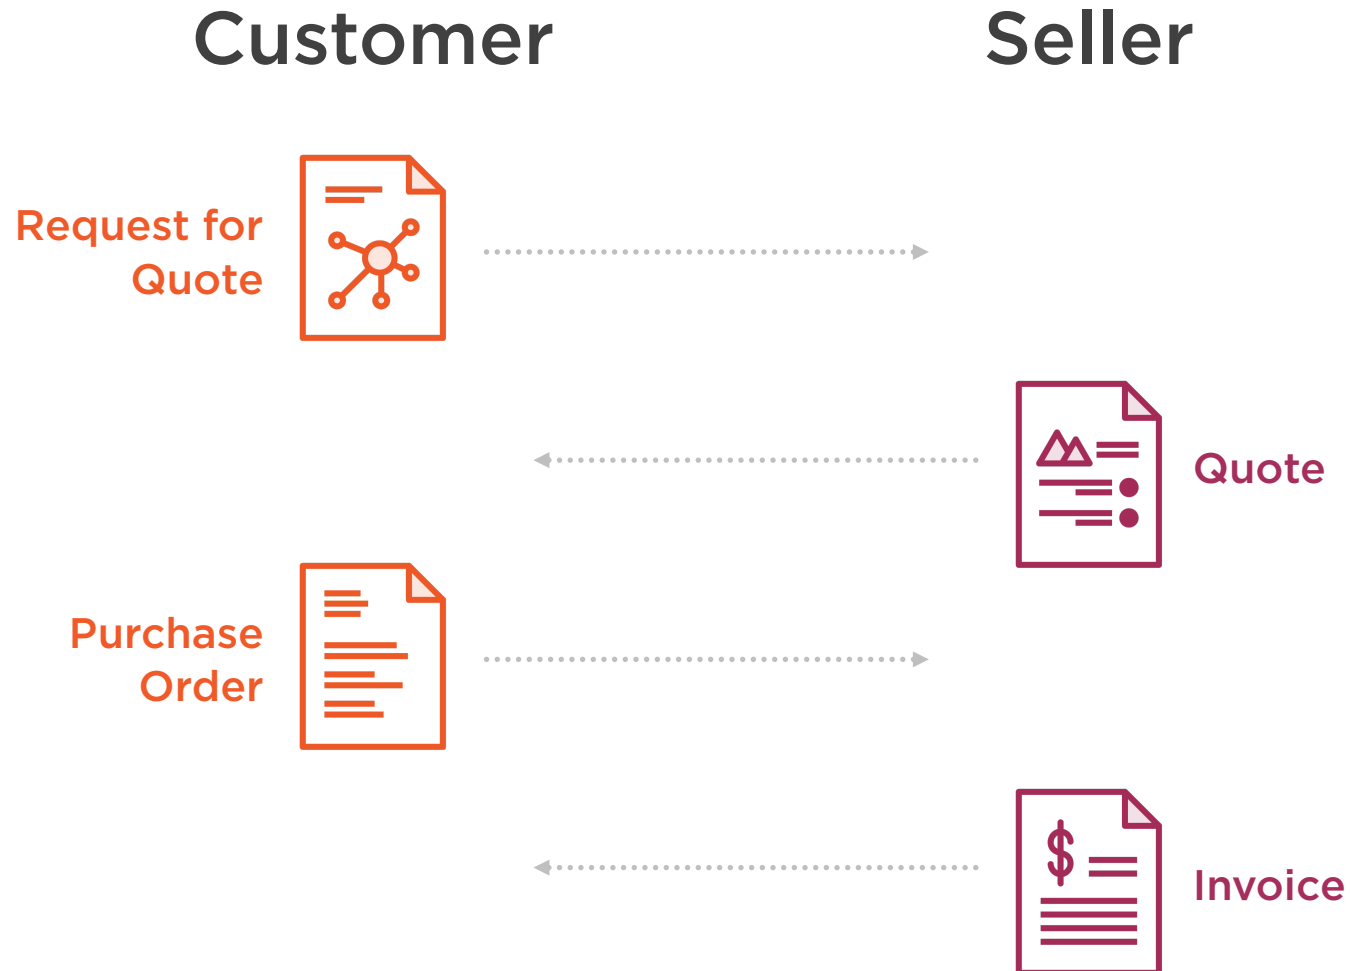 Customer
Seller
Request for
Quote
Quote
Purchase
Order
$
Invoice